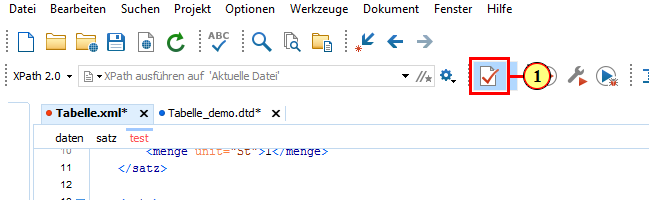 Datei Bearbeiten Suchen Projekt Optionen Werkzeuge Dokument Fenster Hilfe
ABC
XPath 2.0 XPath ausführen auf 'Aktuelle Datei'
1
Tabelle.xml* Tabelle_demo.dtd*
daten satz test
10 <menge unit="St">1</menge>
11 </satz>
12